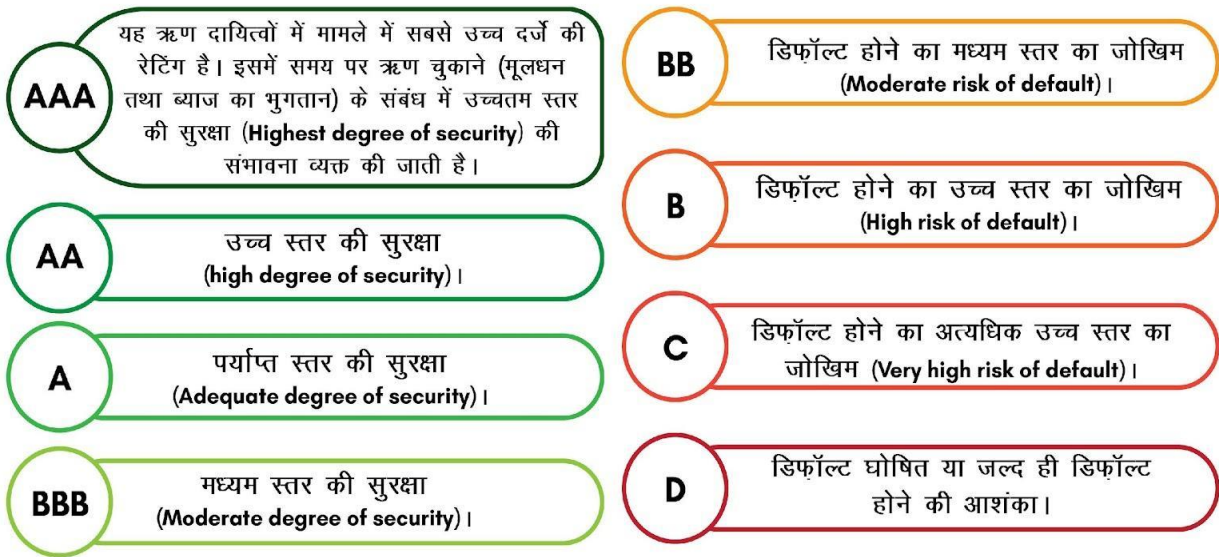 AAA
यह ऋण दायित्वों में मामले में सबसे उच्च दर्जे की
रेटिंग है। इसमें समय पर ऋण चुकाने (मूलधन
तथा ब्याज का भुगतान) के संबंध में उच्चतम स्तर
की सुरक्षा (Highest degree of security) की
संभावना व्यक्त की जाती है।
AA
उच्च स्तर की सुरक्षा
(high degree of security)।
A
पर्याप्त स्तर की सुरक्षा
(Adequate degree of security)।
BBB
मध्यम स्तर की सुरक्षा
(Moderate degree of security)।
BB
डिफ़ॉल्ट होने का मध्यम स्तर का जोखिम
(Moderate risk of default)।
B
डिफ़ॉल्ट होने का उच्च स्तर का जोखिम
(High risk of default)।
C
डिफ़ॉल्ट होने का अत्यधिक उच्च स्तर का
जोखिम (Very high risk of default)।
D
डिफ़ॉल्ट घोषित या जल्द ही डिफ़ॉल्ट
होने की आशंका।